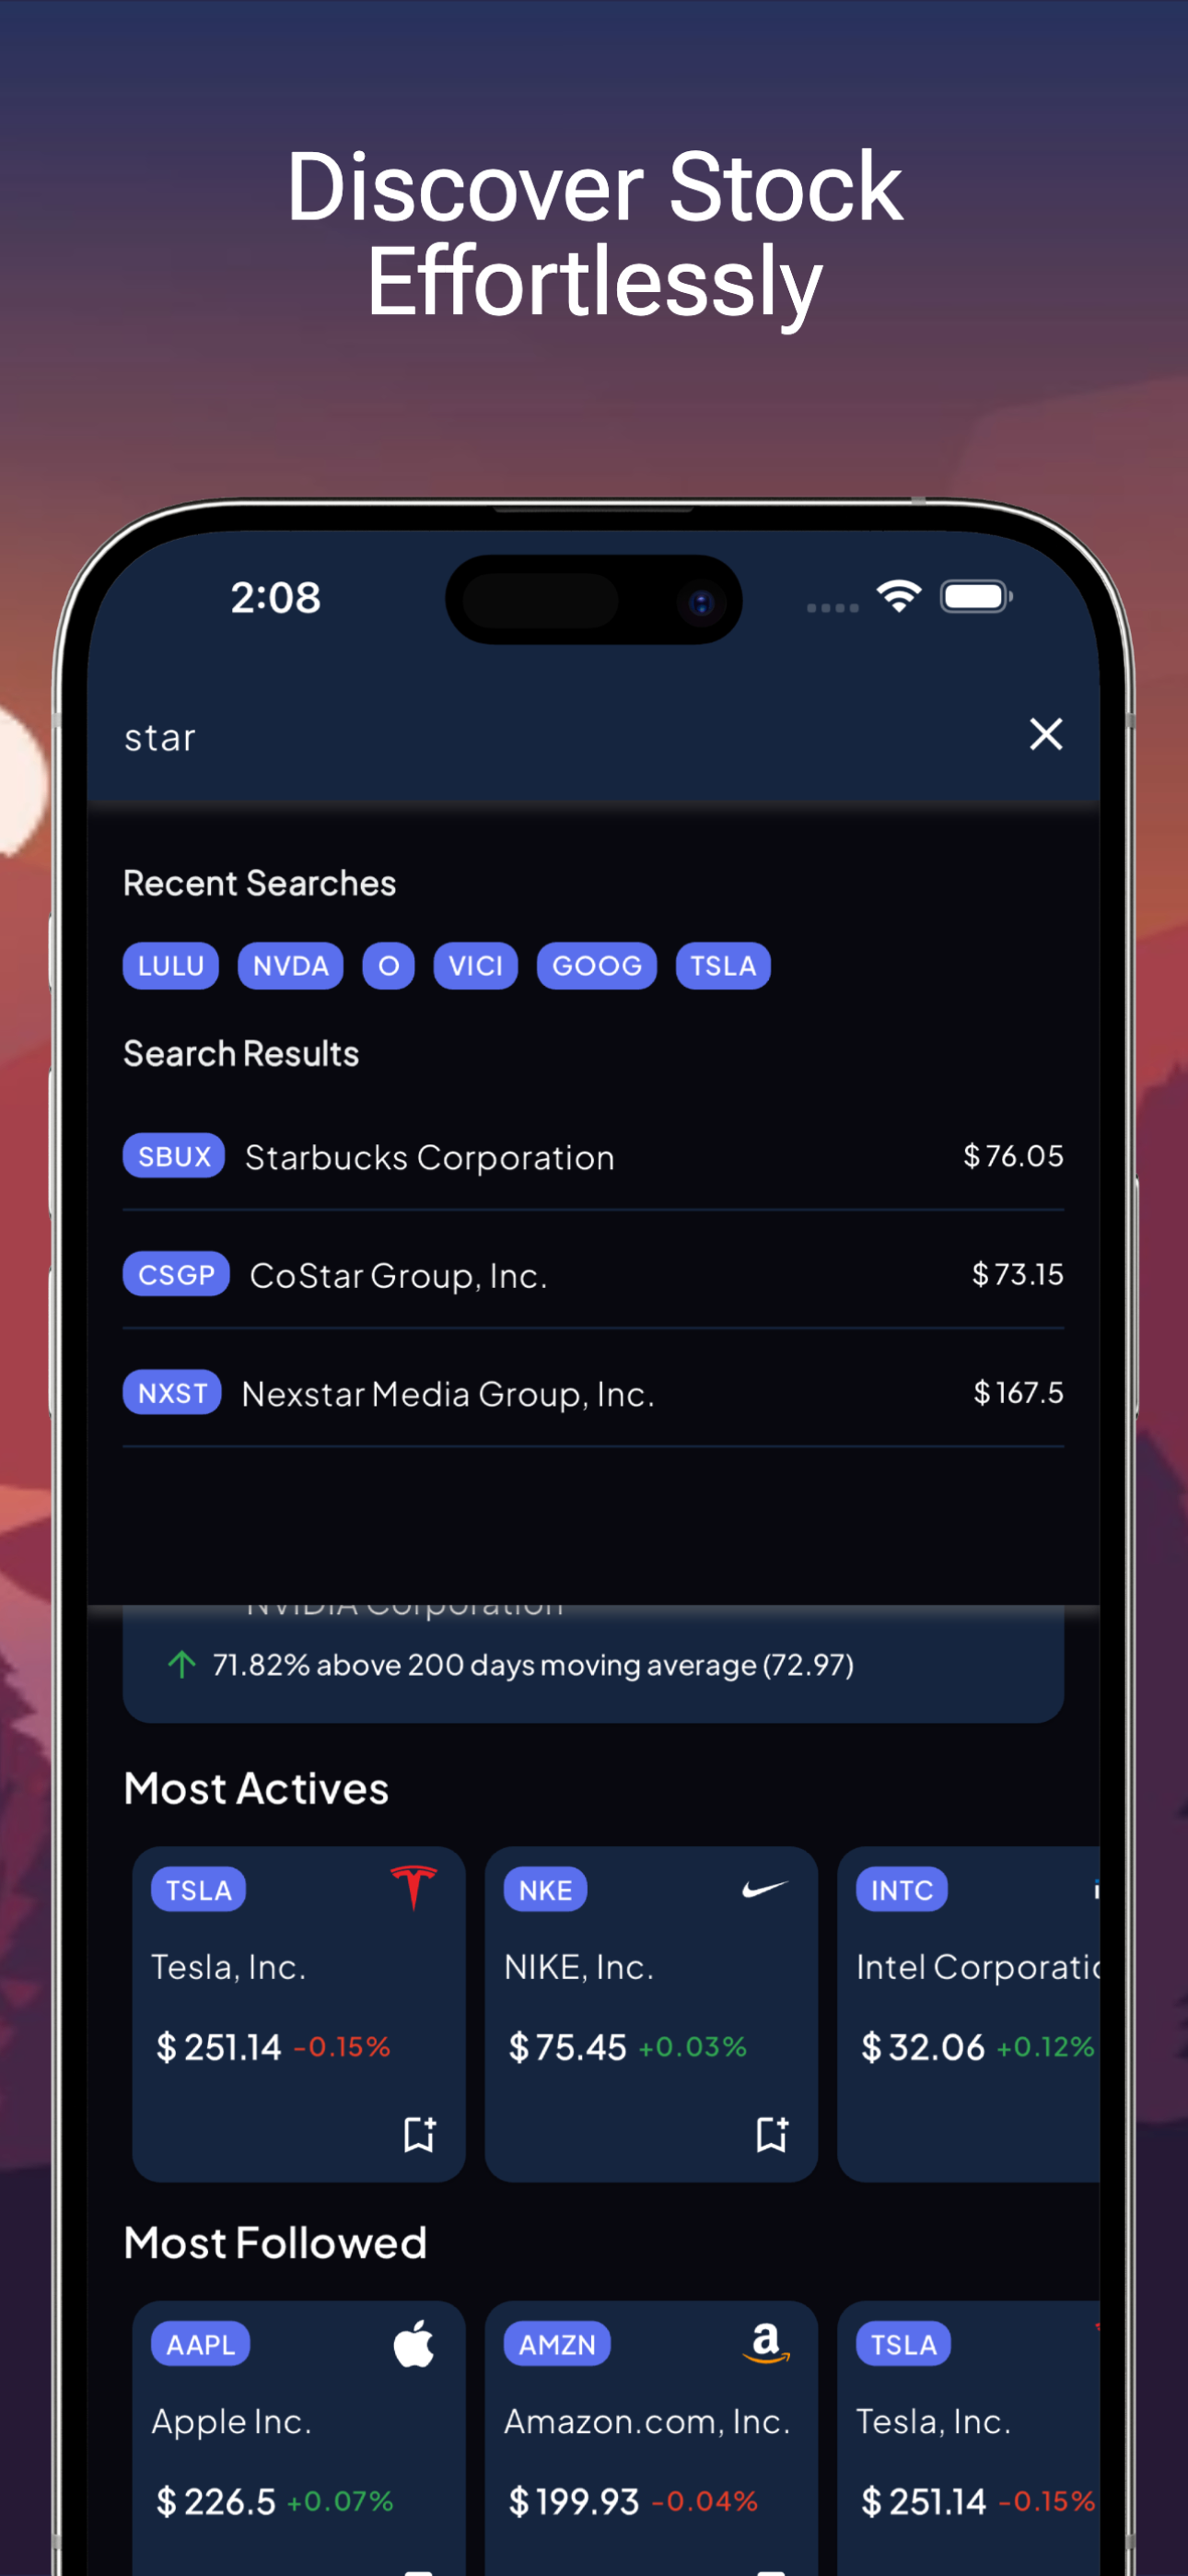 Discover Stock
Effortlessly
2:08
star
Recent Searches
LULU NVDA O VICI GOOG TSLA
Search Results
SBUX Starbucks Corporation $ 76.05
CSGP CoStar Group, Inc. $ 73.15
NXST Nexstar Media Group, Inc. $ 167.5
NVIDIA Corporation
71.82% above 200 days moving average (72.97)
Most Actives
TSLA NKE INTC
Tesla, Inc. NIKE, Inc. Intel Corporatio
$ 251.14 -0.15% $ 75.45 +0.03% $ 32.06 +0.12%
Most Followed
AAPL AMZN TSLA
Apple Inc. Amazon.com, Inc. Tesla, Inc.
$ 226.5 +0.07% $ 199.93 -0.04% $ 251.14 -0.15%